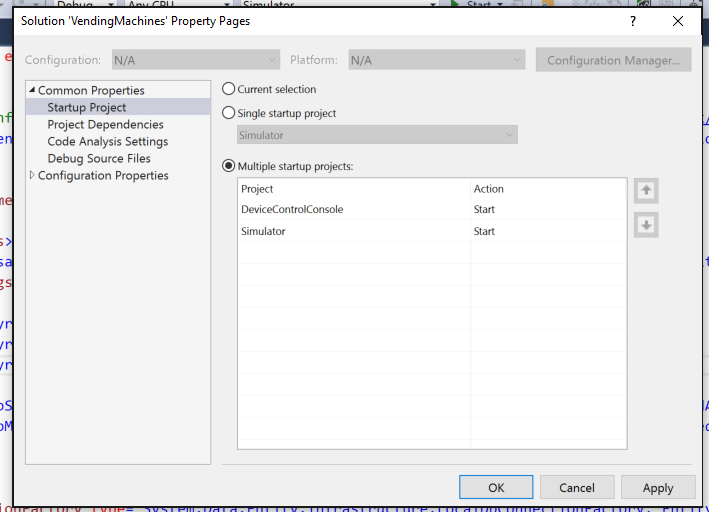 Debug
Any CPU
Simulator
Start
Solution 'VendingMachines' Property Pages
?
Configuration:
N/A
Platform:
N/A
Configuration Manager...
Common Properties
Startup Project
Project Dependencies
Code Analysis Settings
Debug Source Files
Configuration Properties
Current selection
Single startup project
Simulator
Multiple startup projects:
Project
Action
DeviceControlConsole
Start
Simulator
Start
OK
Cancel
Apply